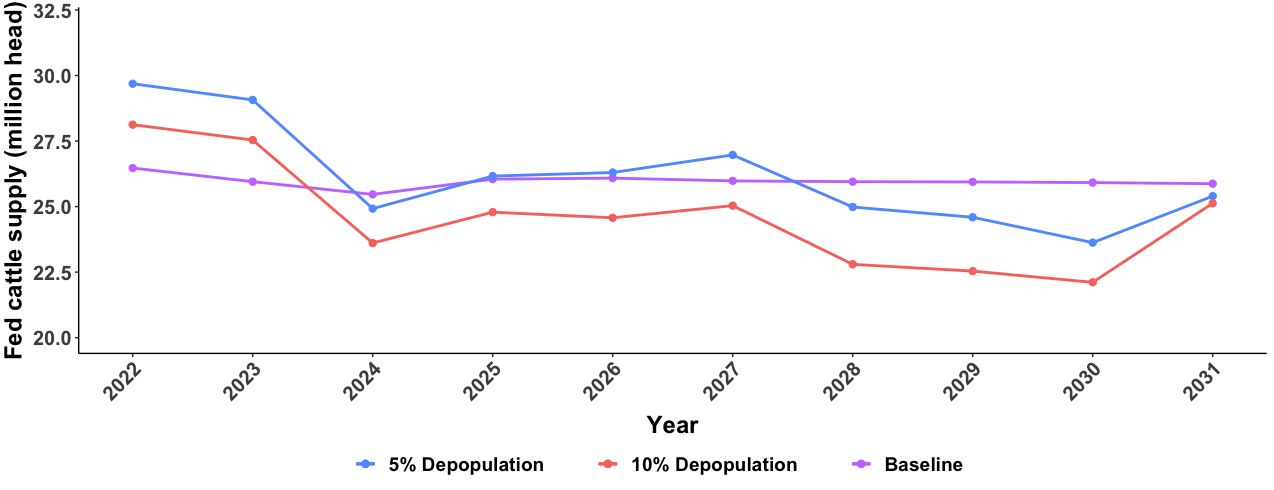 Fed cattle supply (million head)
32.5
30.0
27.5
25.0
22.5
20.0
2022 2023 2024 2025 2026 2027 2028 2029 2030 2031
Year
5% Depopulation 10% Depopulation Baseline